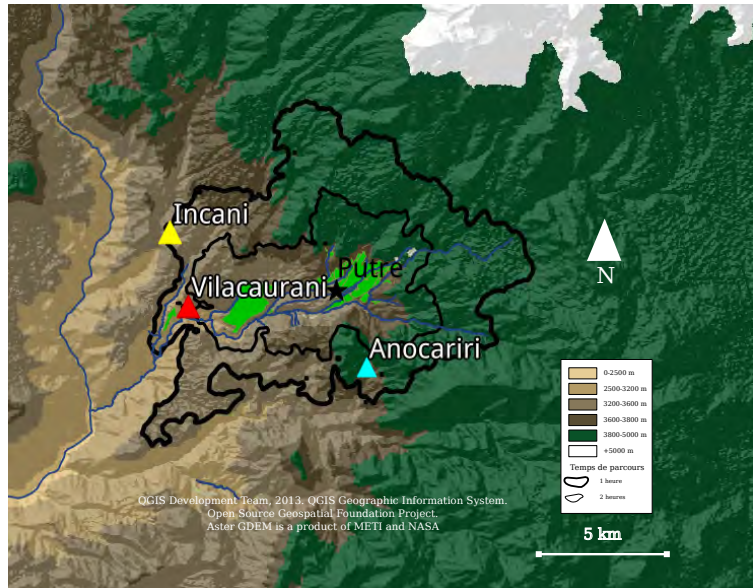 Incani
Putre
Vilacaurani
Anocariri
N
0-2500 m
2500-3200 m
3200-3600 m
3600-3800 m
3800-5000 m
+5000 m
Temps de parcours
1 heure
2 heures
QGIS Development Team, 2013. QGIS Geographic Information System.
Open Source Geospatial Foundation Project.
Aster GDEM is a product of METI and NASA
5 km